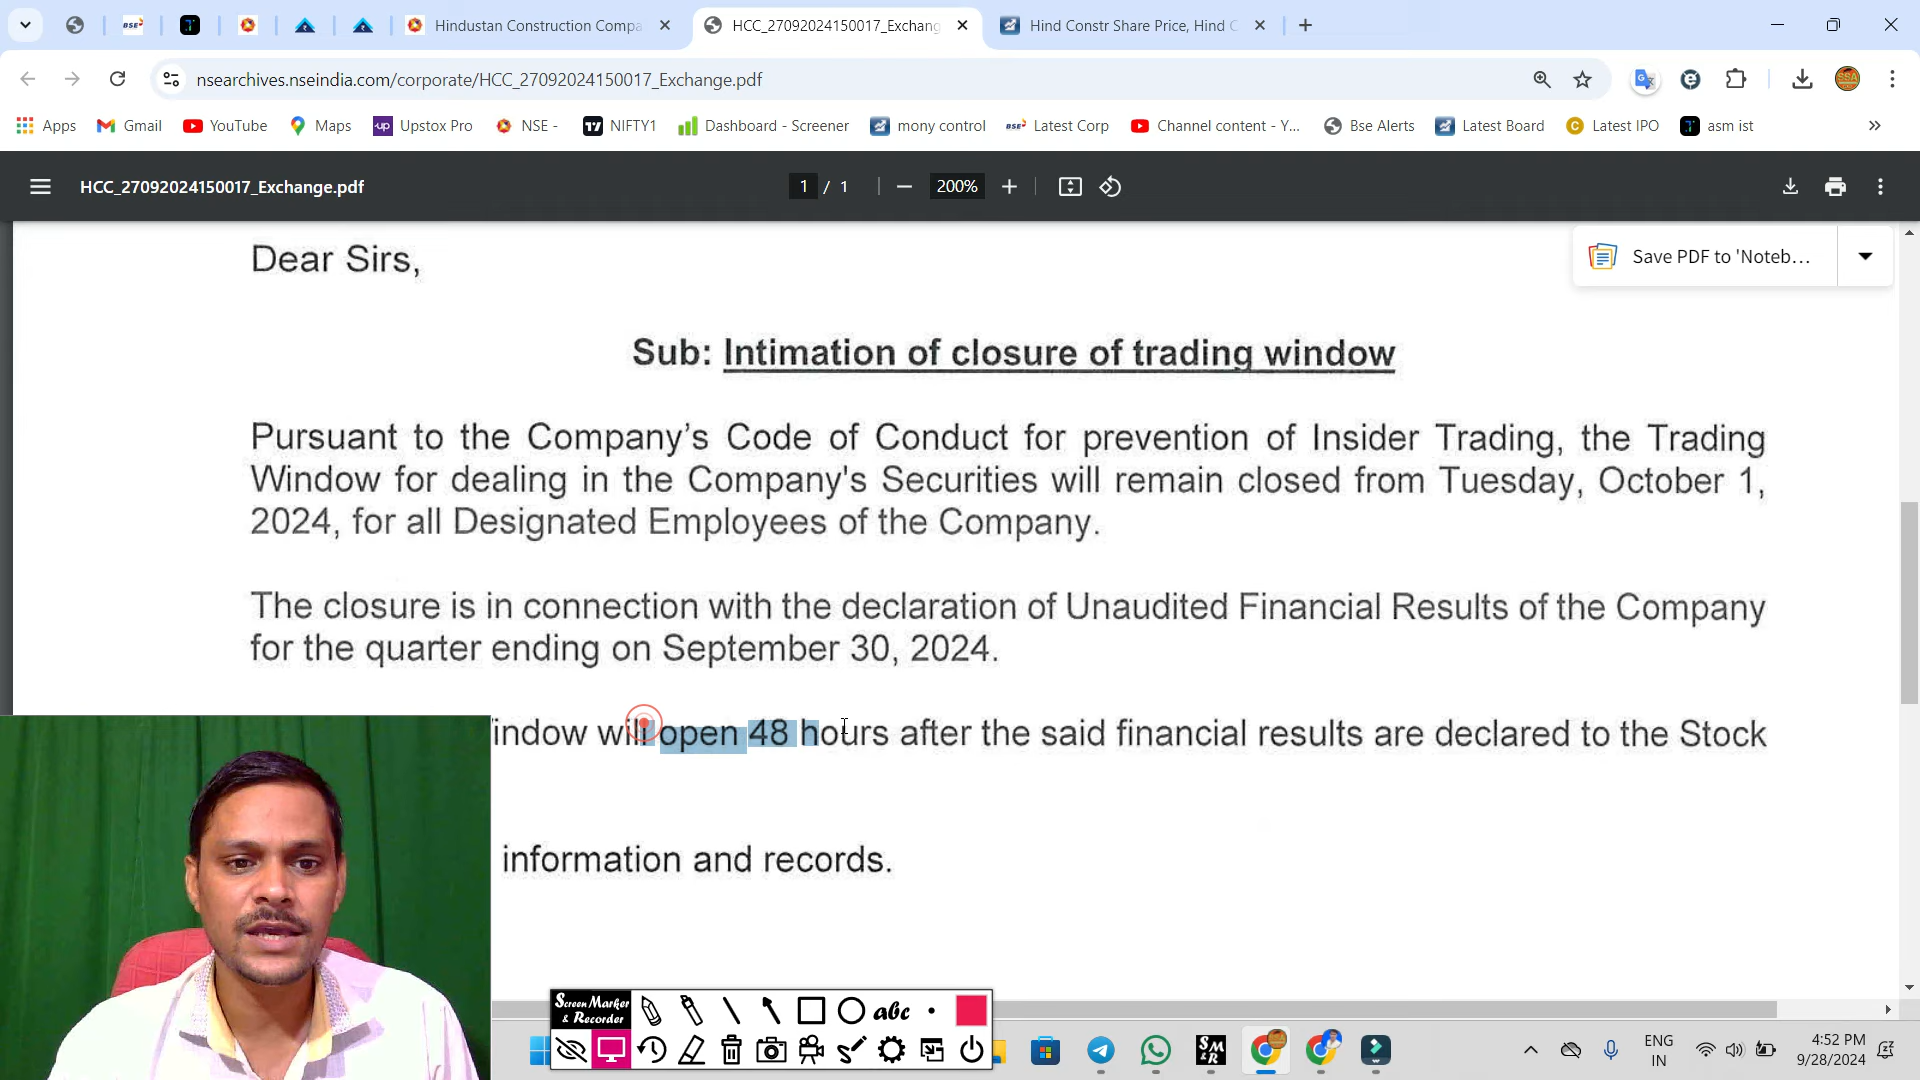 Hindustan Construction Compa
HCC_27092024150017_Exchang
Hind Constr Share Price, Hind C
nsearchives.nseindia.com/corporate/HCC_27092024150017_Exchange.pdf
Apps
Gmail
YouTube
Maps
up
Upstox Pro
NSE -
NIFTY1
Dashboard - Screener
mony control
BSE
Latest Corp
Channel content - Y...
Bse Alerts
Latest Board
Latest IPO
asm ist
HCC_27092024150017_Exchange.pdf
1 / 1
200%
Save PDF to 'Noteb...
Dear Sirs,
Sub: Intimation of closure of trading window
Pursuant to the Company's Code of Conduct for prevention of Insider Trading, the Trading
Window for dealing in the Company's Securities will remain closed from Tuesday, October 1,
2024, for all Designated Employees of the Company.
The closure is in connection with the declaration of Unaudited Financial Results of the Company
for the quarter ending on September 30, 2024.
indow will open 48 hours after the said financial results are declared to the Stock
information and records.
Screen Marker
& Recorder
abc
SM
&R
ENG
IN
4:52 PM
9/28/2024